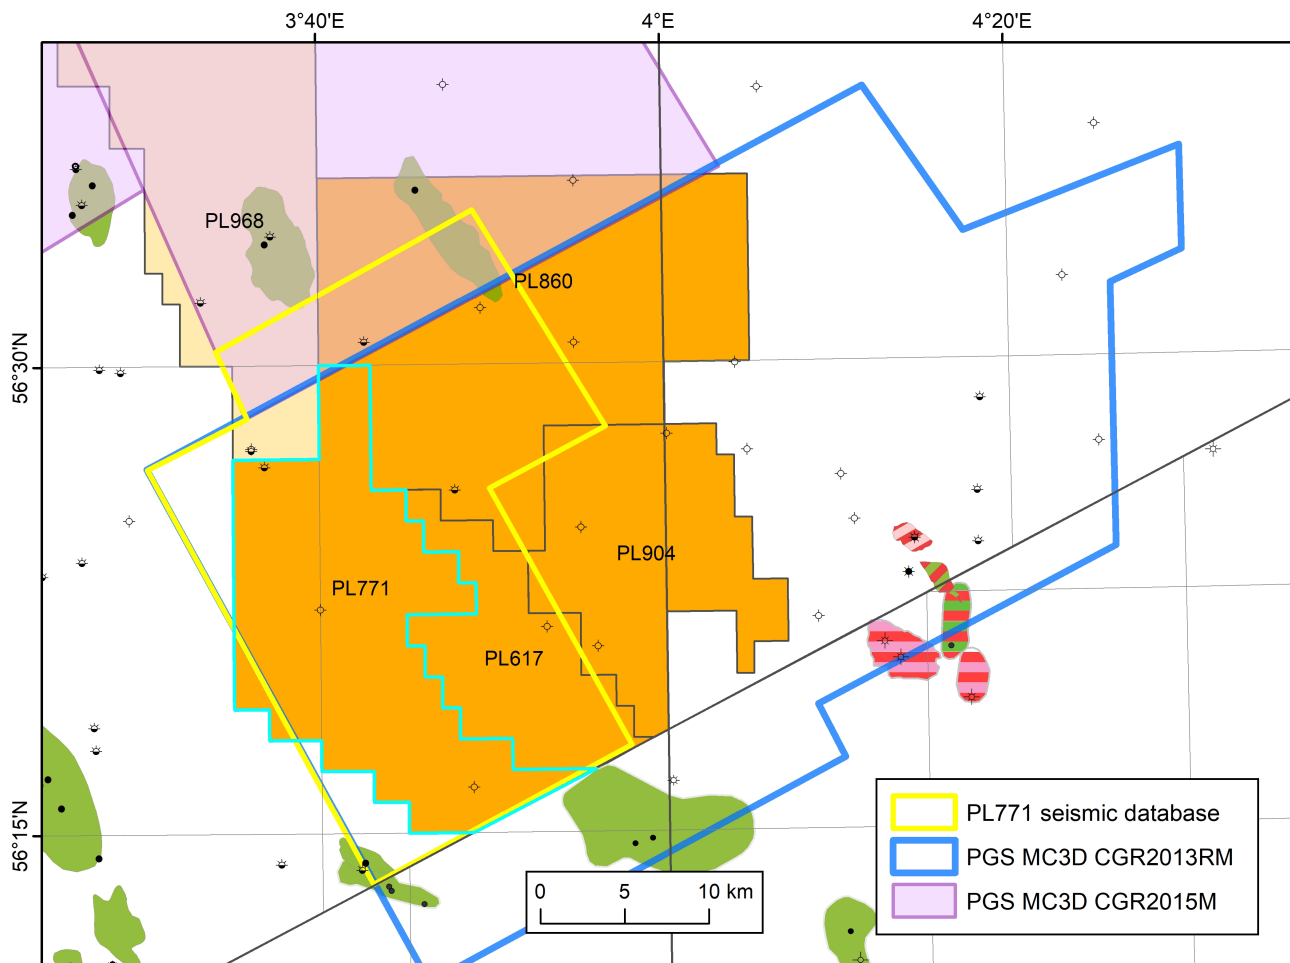 3°40'E 4°E 4°20'E
PL968
PL860
56°30'N
PL904
PL771
PL617
56°15'N
PL771 seismic database
PGS MC3D CGR2013RM
PGS MC3D CGR2015M
0 5 10 km